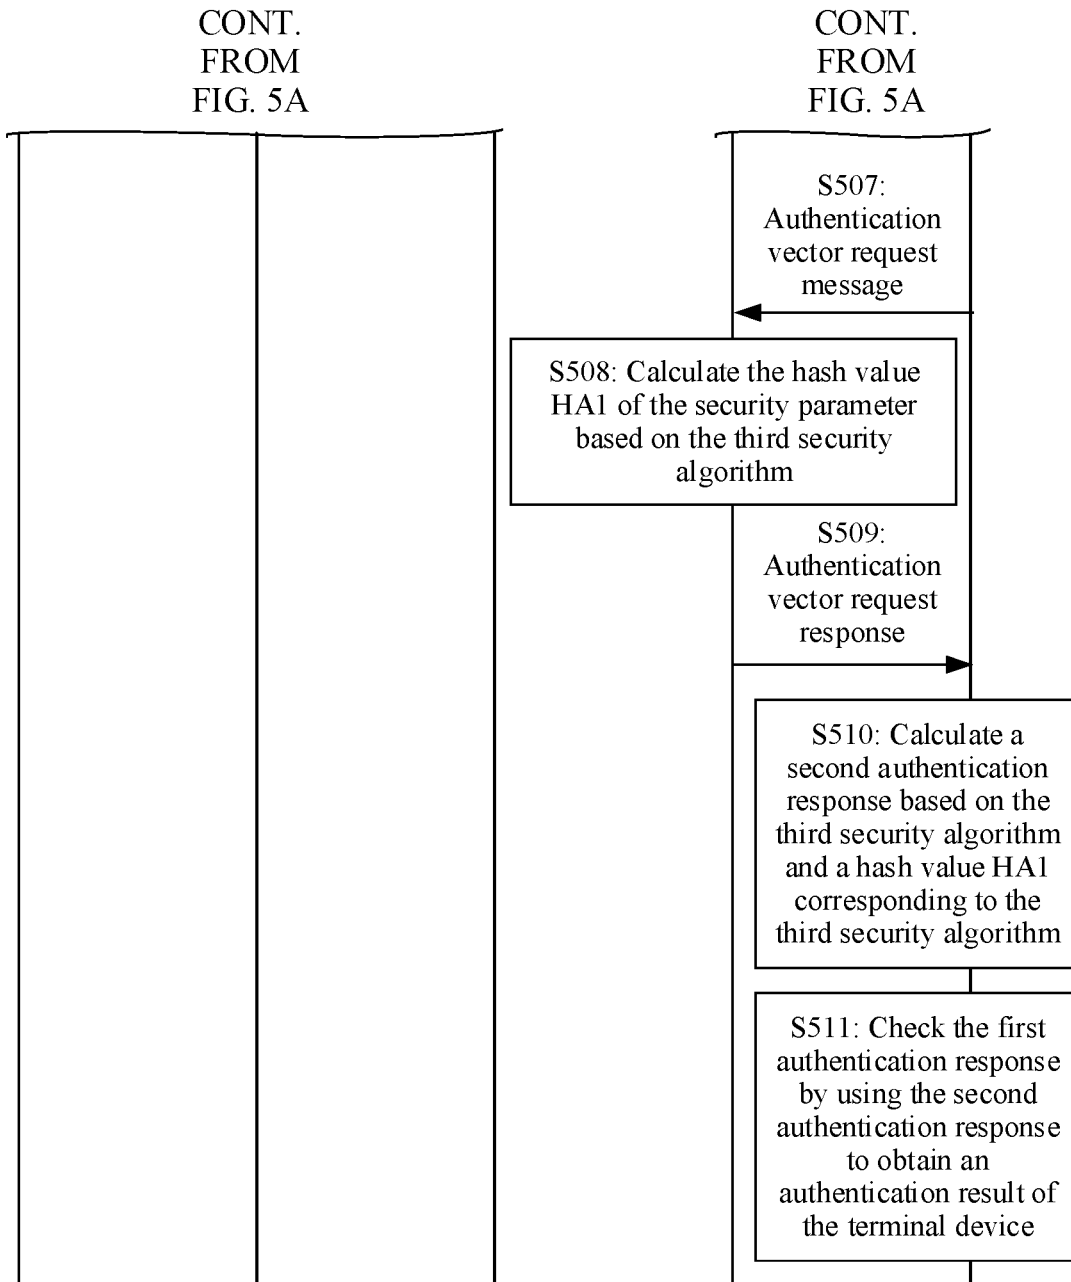 CONT.
FROM
FIG. 5A
CONT.
FROM
FIG. 5A
S507:
Authentication
vector request
message
S508: Calculate the hash value
HA1 of the security parameter
based on the third security
algorithm
S509:
Authentication
vector request
response
S510: Calculate a
second authentication
response based on the
third security algorithm
and a hash value HA1
corresponding to the
third security algorithm
S511: Check the first
authentication response
by using the second
authentication response
to obtain an
authentication result of
the terminal device